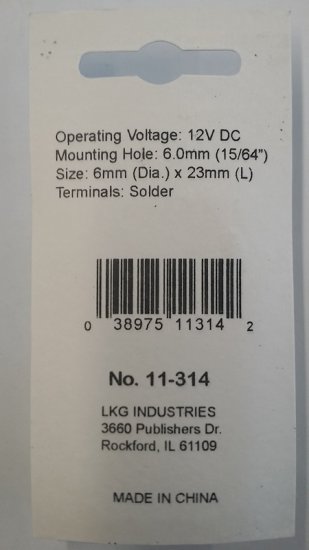 Operating Voltage: 12V DC
Mounting Hole: 6.0mm (15/64")
Size: 6mm (Dia.) x 23mm (L)
Terminals: Solder
0 38975 11314 2
No. 11-314
LKG INDUSTRIES
3660 Publishers Dr.
Rockford, IL 61109
MADE IN CHINA